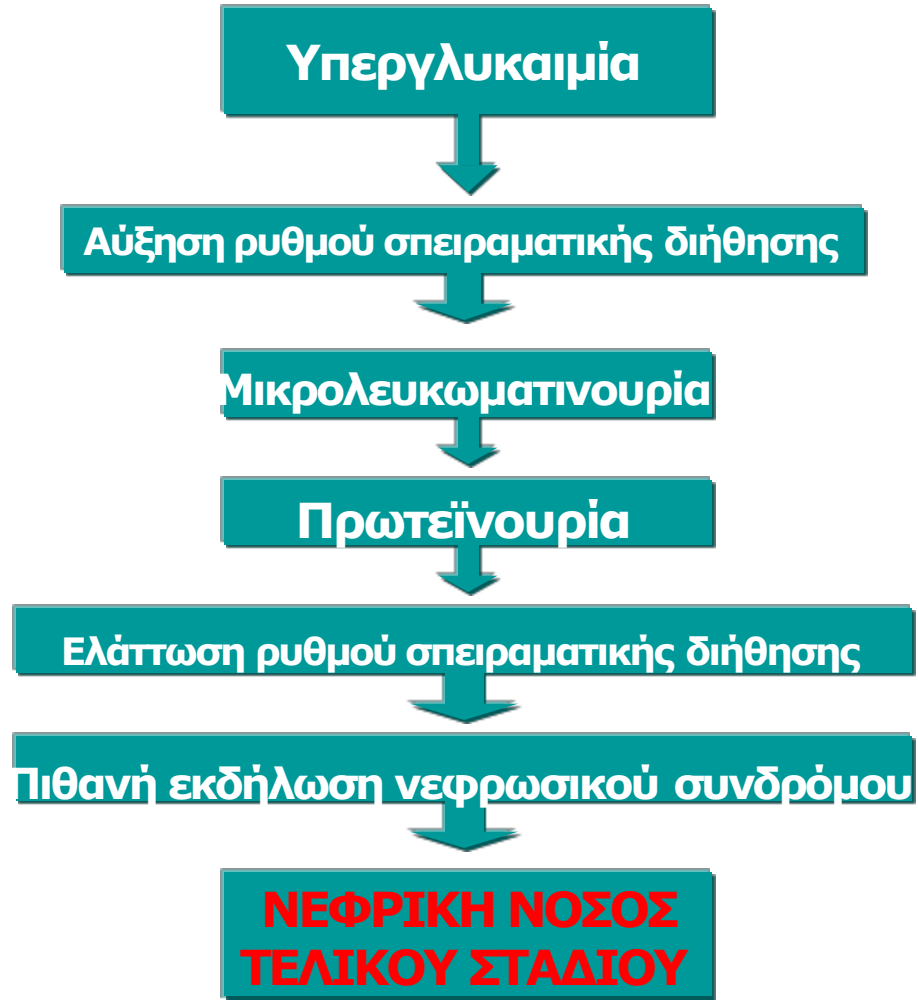 Υπεργλυκαιμία
Αύξηση ρυθμού σπειραματικής διήθησης
Μικρολευκωματινουρία
Πρωτεϊνουρία
Ελάττωση ρυθμού σπειραματικής διήθησης
Πιθανή εκδήλωση νεφρωσικού συνδρόμου
ΝΕΦΡΙΚΗ ΝΟΣΟΣ
ΤΕΛΙΚΟΥ ΣΤΑΔΙΟΥ